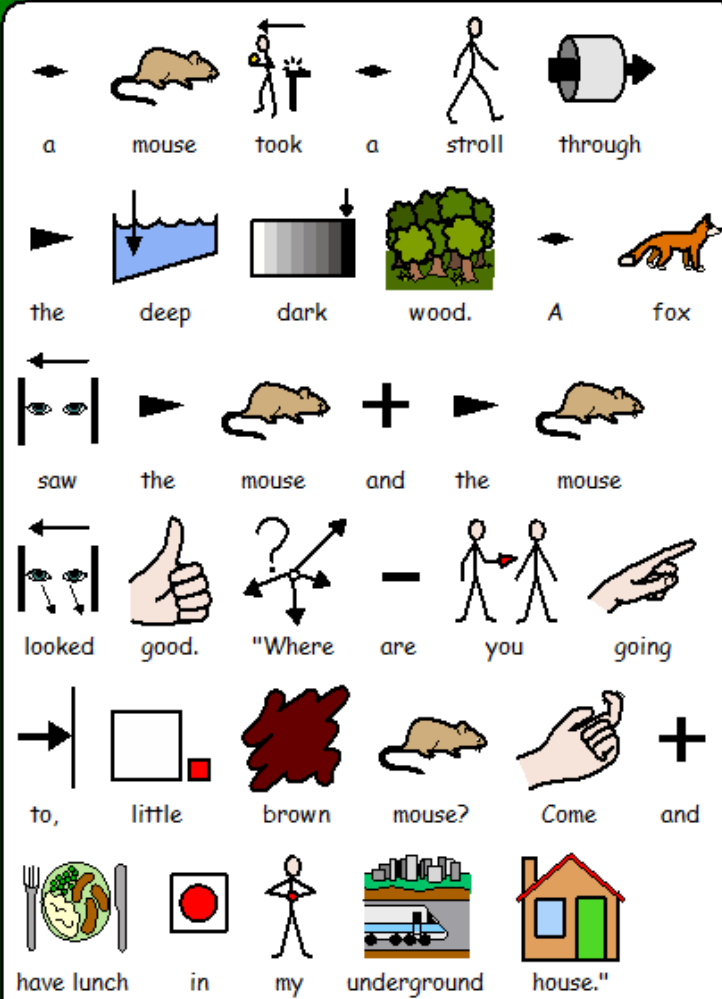 a mouse took a stroll through
the deep dark wood. A fox
saw the mouse and the mouse
looked good. "Where are you going
to, little brown mouse? Come and
have lunch in my underground house."